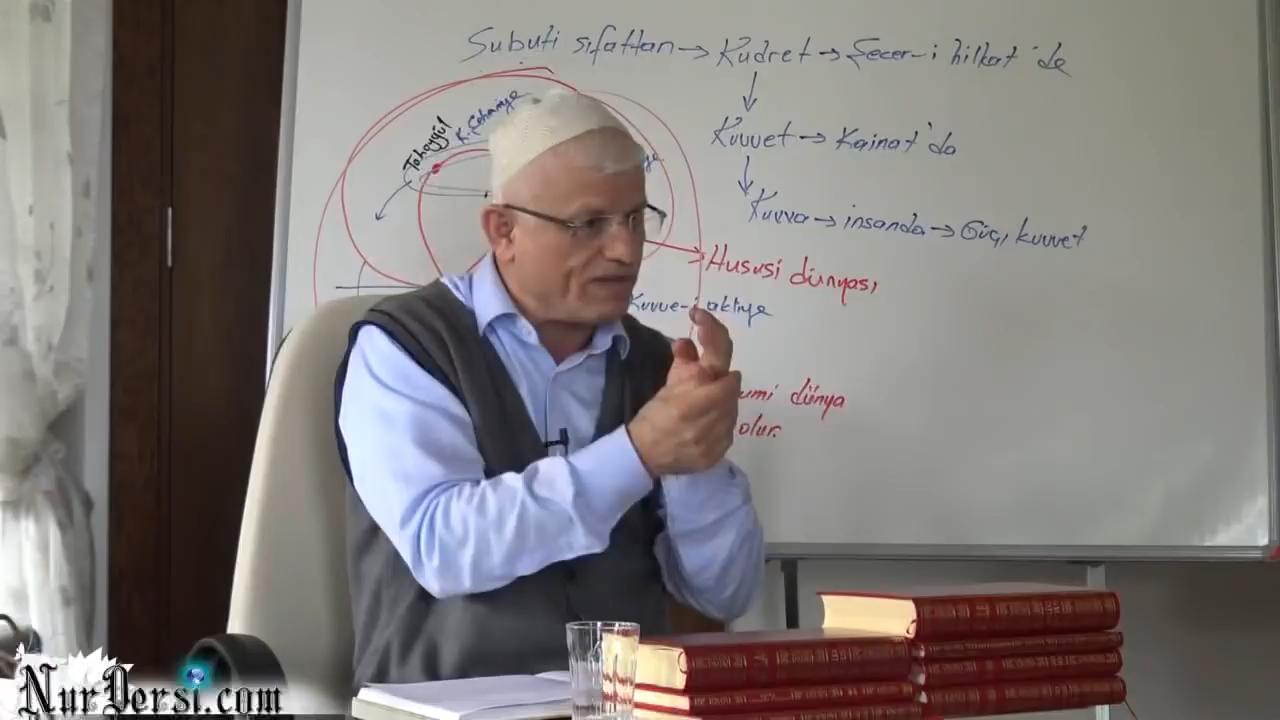 Subuti sıfattan → Kudret → Şecer-i hilkat'de
Kuvvet → Kainat'da
Kuvva → insanda → Güç, kuvvet
Tahayyül
Hususi dünyası
Kuvve-i akliye
umi dünya
olur.
NurDersi.com